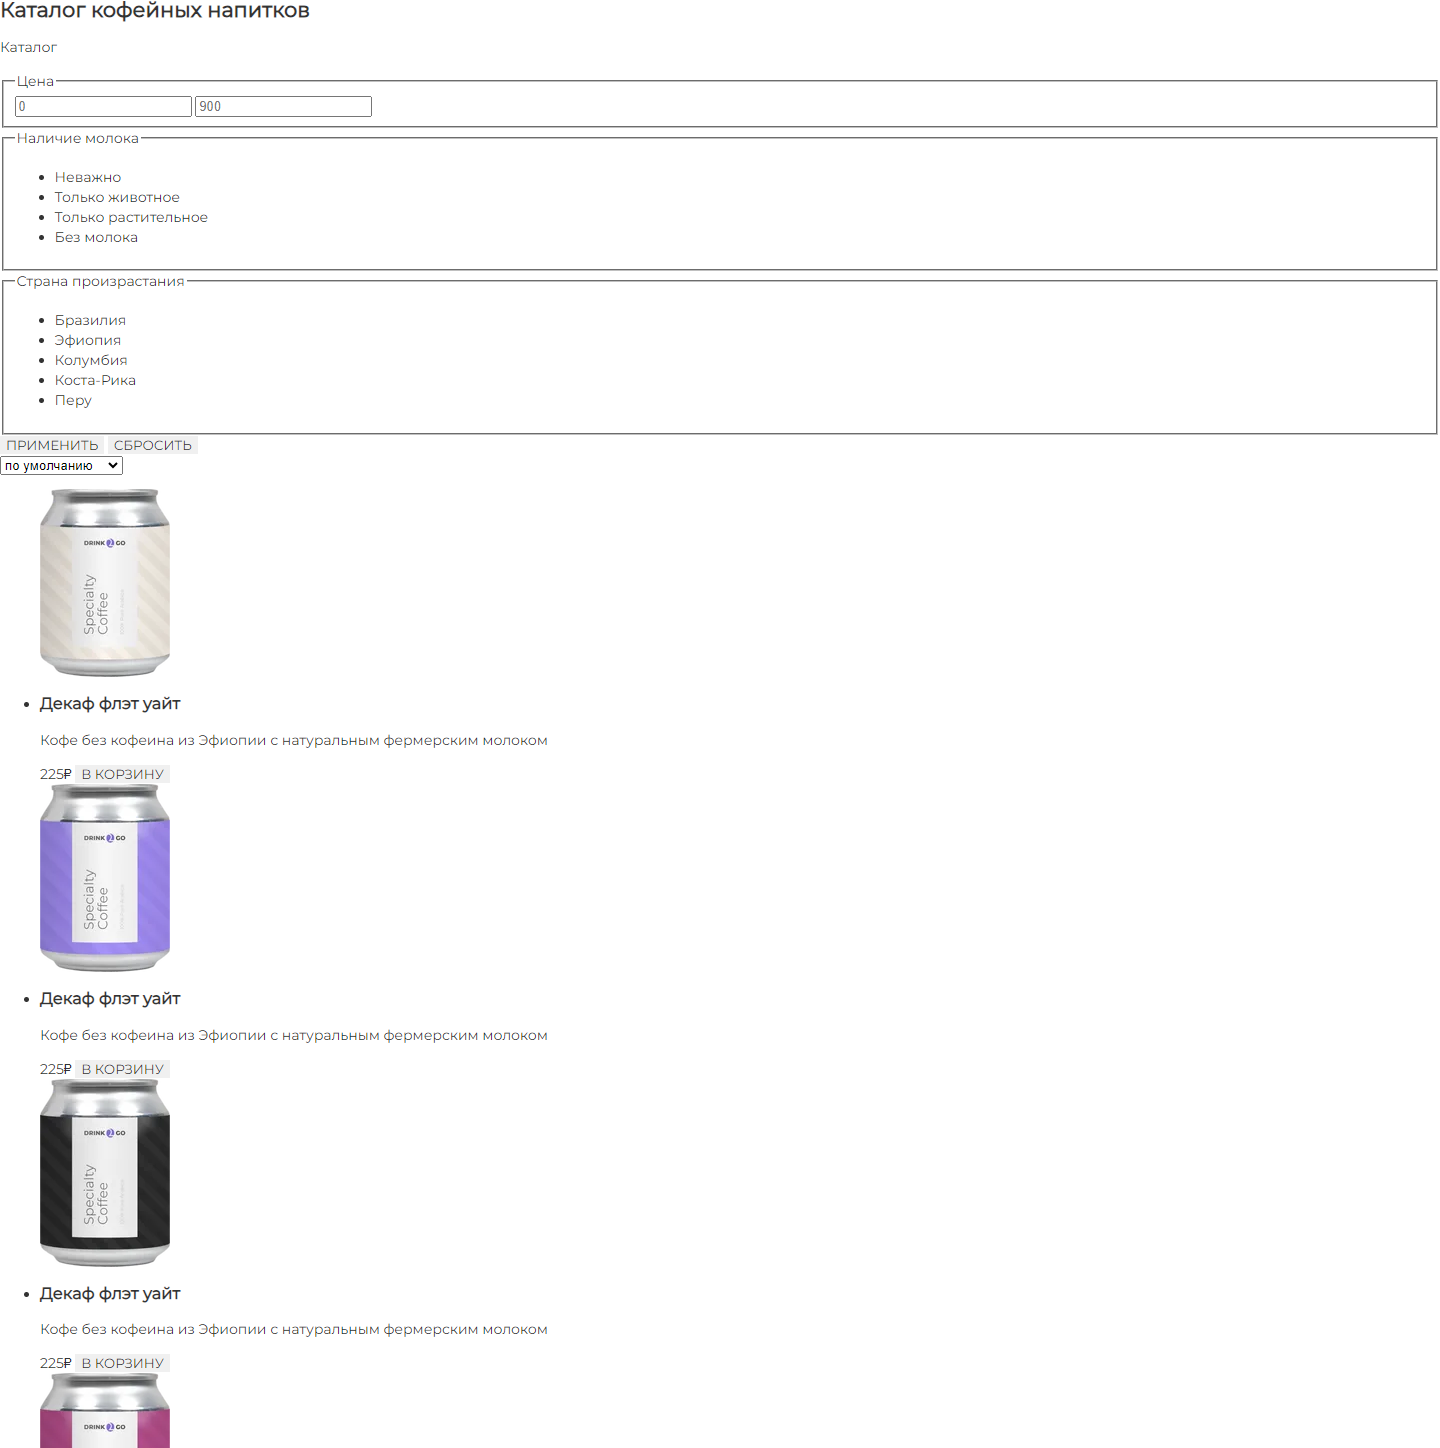 Каталог кофейных напитков
Каталог
Цена
0 900
Наличие молока
Неважно
Только животное
Только растительное
Без молока
Страна произрастания
Бразилия
Эфиопия
Колумбия
Коста-Рика
Перу
ПРИМЕНИТЬ СБРОСИТЬ
по умолчанию
DRINK 2 GO
Specialty
Coffee
Декаф флэт уайт
Кофе без кофеина из Эфиопии с натуральным фермерским молоком
225₽ В КОРЗИНУ
DRINK 2 GO
Specialty
Coffee
Декаф флэт уайт
Кофе без кофеина из Эфиопии с натуральным фермерским молоком
225₽ В КОРЗИНУ
DRINK 2 GO
Specialty
Coffee
Декаф флэт уайт
Кофе без кофеина из Эфиопии с натуральным фермерским молоком
225₽ В КОРЗИНУ
DRINK 2 GO